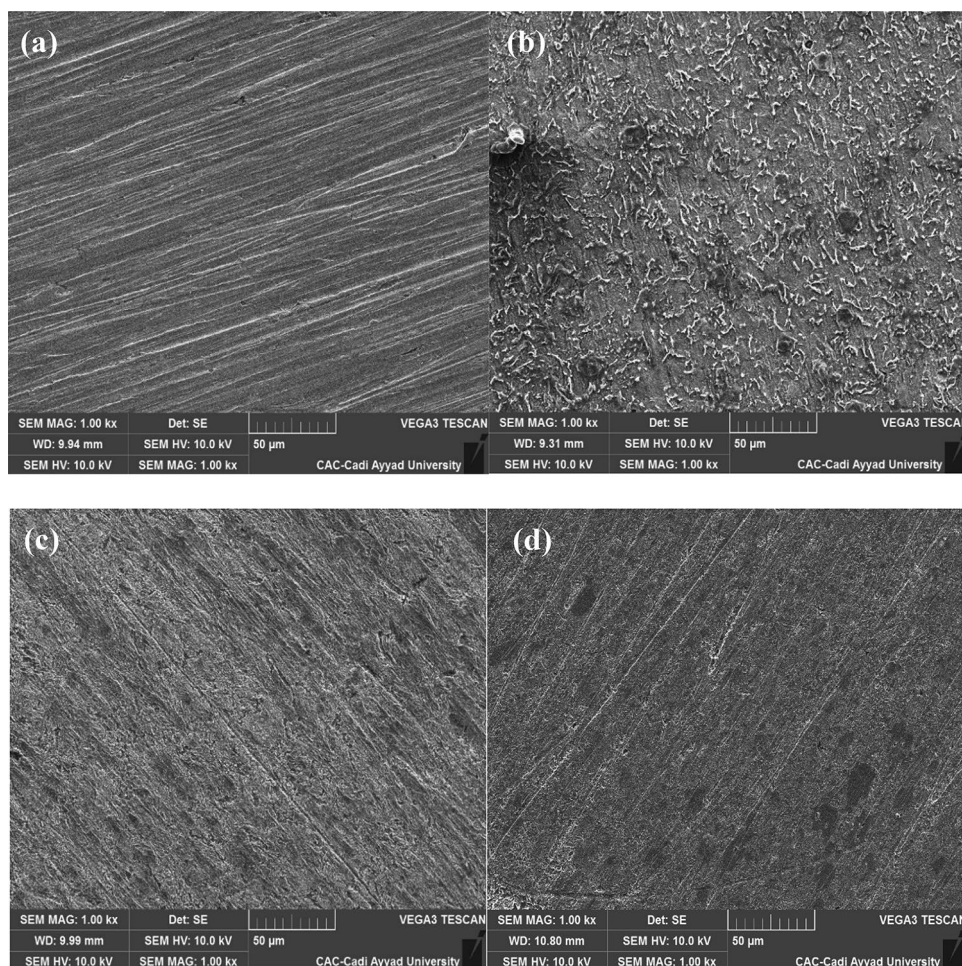 (a)
SEM MAG: 1.00 kx Det: SE VEGA3 TESCAN
WD: 9.94 mm SEM HV: 10.0 kV 50 µm
SEM HV: 10.0 kV SEM MAG: 1.00 kx CAC-Cadi Ayyad University
(b)
SEM MAG: 1.00 kx Det: SE VEGA3 TESCAN
WD: 9.31 mm SEM HV: 10.0 kV 50 µm
SEM HV: 10.0 kV SEM MAG: 1.00 kx CAC-Cadi Ayyad University
(c)
SEM MAG: 1.00 kx Det: SE VEGA3 TESCAN
WD: 9.99 mm SEM HV: 10.0 kV 50 µm
SEM HV: 10.0 kV SEM MAG: 1.00 kx CAC-Cadi Ayyad University
(d)
SEM MAG: 1.00 kx Det: SE VEGA3 TESCAN
WD: 10.80 mm SEM HV: 10.0 kV 50 µm
SEM HV: 10.0 kV SEM MAG: 1.00 kx CAC-Cadi Ayyad University